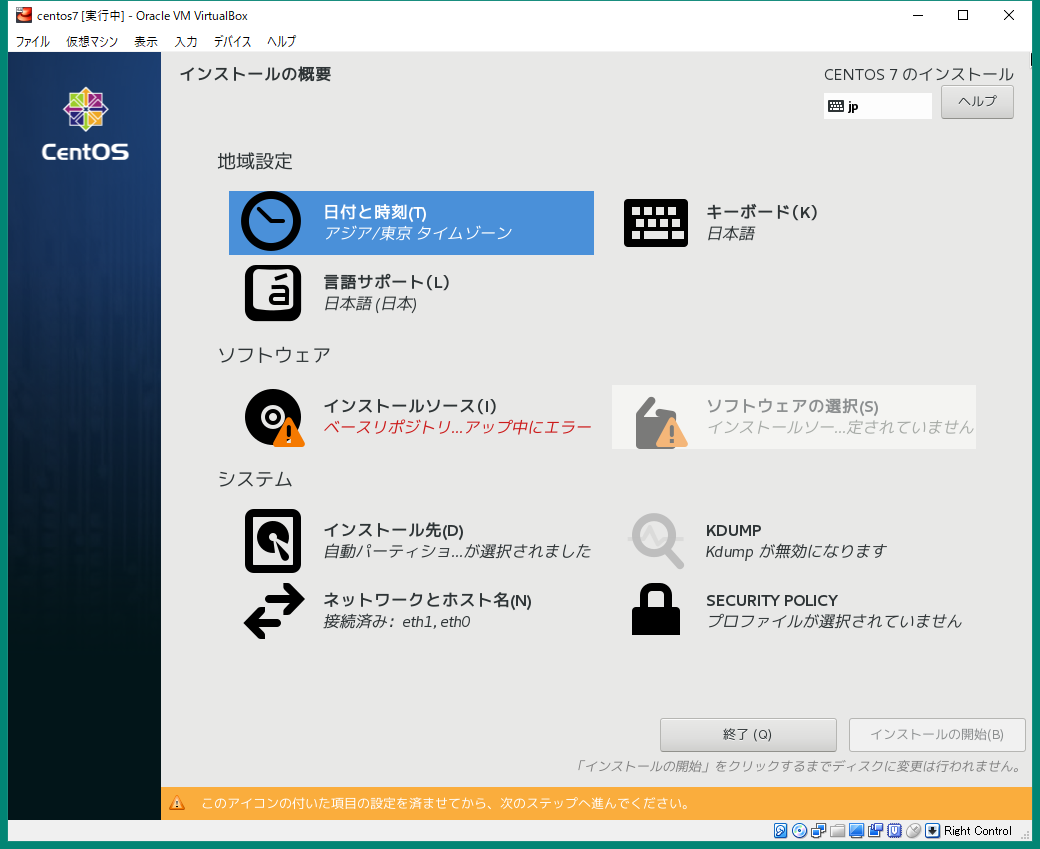 centos7 [実行中] - Oracle VM VirtualBox
ファイル 仮想マシン 表示 入力 デバイス ヘルプ
インストールの概要
CENTOS 7 のインストール
jp
ヘルプ
CentOS
地域設定
日付と時刻(T)
アジア/東京 タイムゾーン
キーボード(K)
日本語
言語サポート(L)
日本語 (日本)
ソフトウェア
インストールソース(I)
ベースリポジトリ...アップ中にエラー
ソフトウェアの選択(S)
インストールソー...定されていません
システム
インストール先(D)
自動パーティショ...が選択されました
KDUMP
Kdump が無効になります
ネットワークとホスト名(N)
接続済み: eth1, eth0
SECURITY POLICY
プロファイルが選択されていません
終了 (Q)
インストールの開始(B)
「インストールの開始」をクリックするまでディスクに変更は行われません。
このアイコンの付いた項目の設定を済ませてから、次のステップへ進んでください。
Right Control